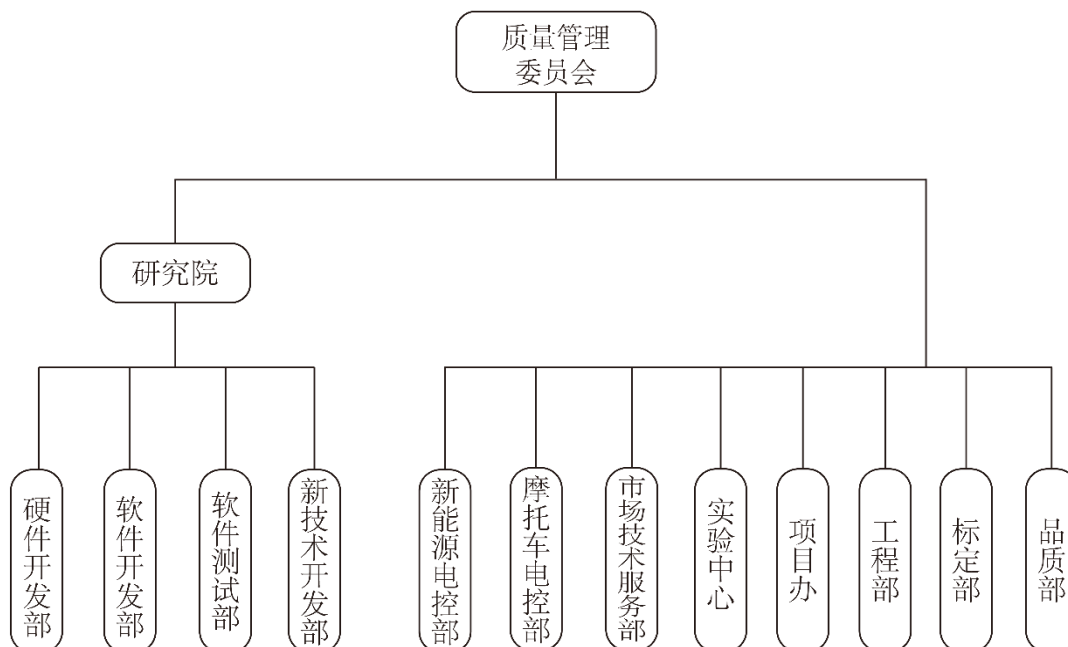 质量管理
委员会
研究院
硬件开发部
软件开发部
软件测试部
新技术开发部
新能源电控部
摩托车电控部
市场技术服务部
实验中心
项目办
工程部
标定部
品质部